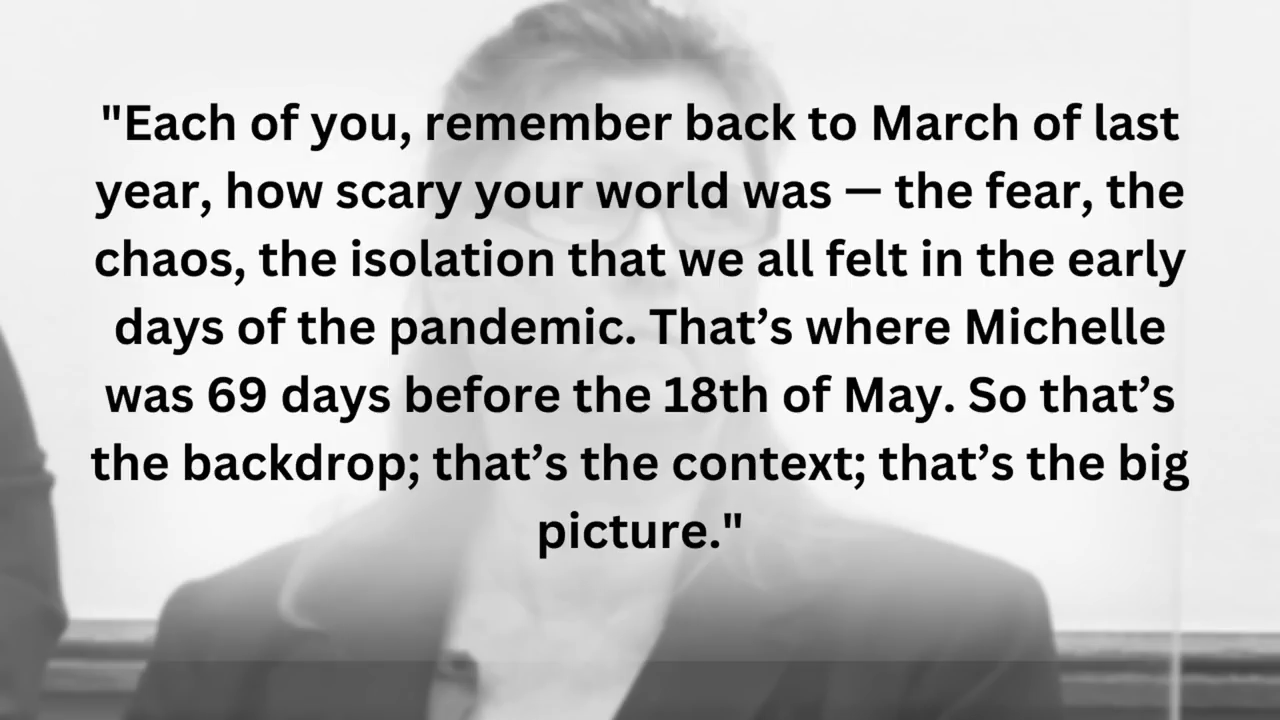 "Each of you, remember back to March of last
year, how scary your world was — the fear, the
chaos, the isolation that we all felt in the early
days of the pandemic. That’s where Michelle
was 69 days before the 18th of May. So that’s
the backdrop; that’s the context; that’s the big
picture."